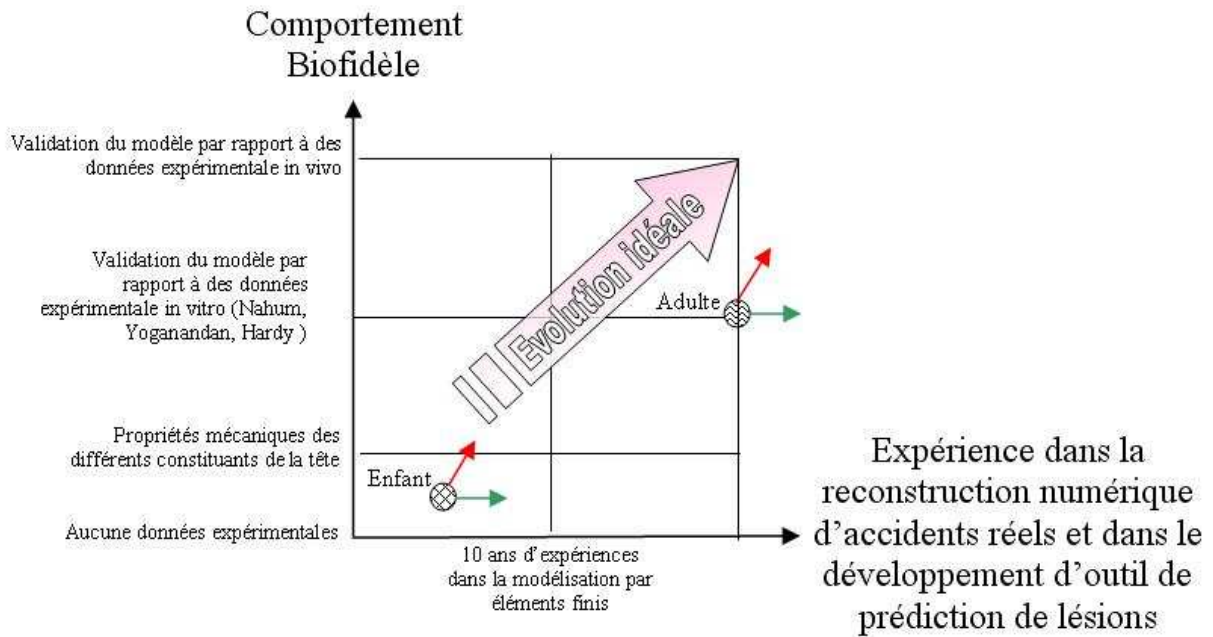 Comportement
Biofidèle
Validation du modèle par rapport à des
données expérimentale in vivo
Validation du modèle par
rapport à des données
expérimentale in vitro (Nahum,
Yoganandan, Hardy )
Propriétés mécaniques des
différents constituants de la tête
Aucune données expérimentales
Evolution idéale
Adulte
Enfant
10 ans d'expériences
dans la modélisation par
éléments finis
Expérience dans la
reconstruction numérique
d'accidents réels et dans le
développement d'outil de
prédiction de lésions